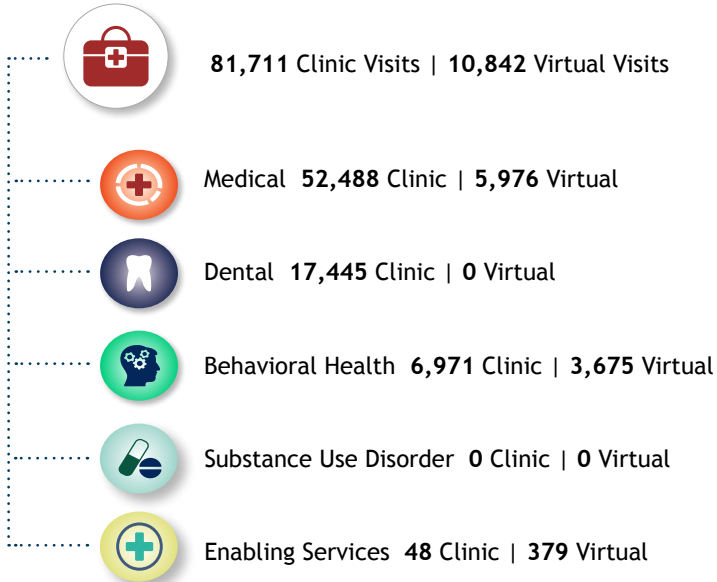 81,711 Clinic Visits | 10,842 Virtual Visits
Medical 52,488 Clinic | 5,976 Virtual
Dental 17,445 Clinic | 0 Virtual
Behavioral Health 6,971 Clinic | 3,675 Virtual
Substance Use Disorder 0 Clinic | 0 Virtual
Enabling Services 48 Clinic | 379 Virtual